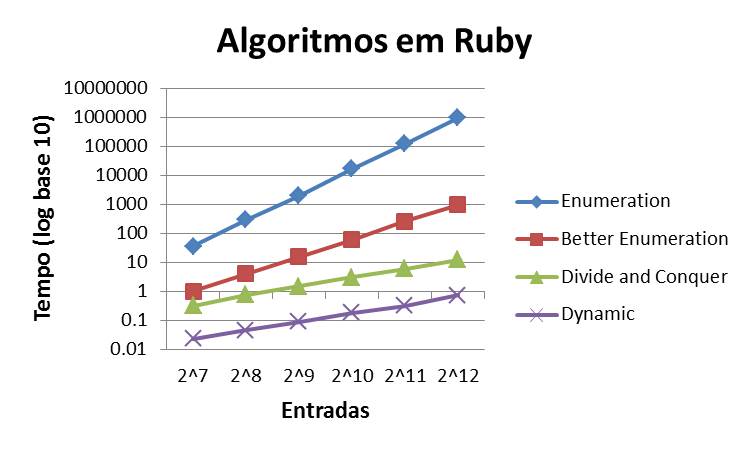 Algoritmos em Ruby
Tempo (log base 10)
10000000
1000000
100000
10000
1000
100
10
1
0.1
0.01
2^7 2^8 2^9 2^10 2^11 2^12
Entradas
Enumeration
Better Enumeration
Divide and Conquer
Dynamic